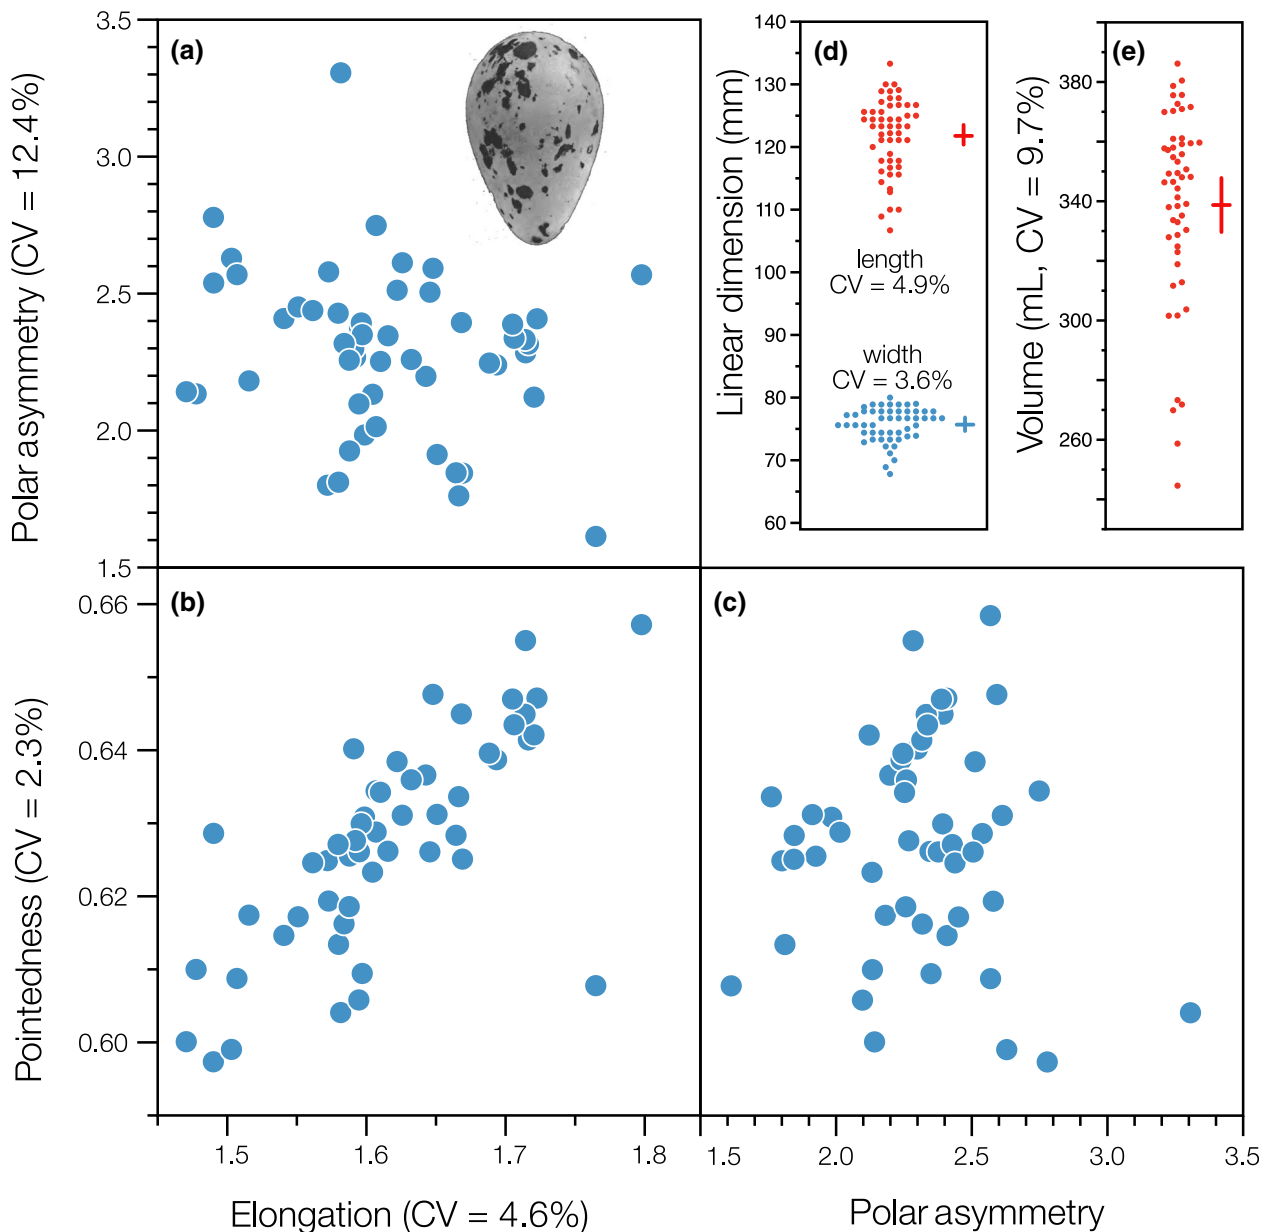 (a)
3.5
3.0
2.5
2.0
1.5
Polar asymmetry (CV = 12.4%)
(d)
140
130
120
110
100
90
80
70
60
Linear dimension (mm)
length
CV = 4.9%
width
CV = 3.6%
(e)
380
340
300
260
Volume (mL, CV = 9.7%)
(b)
0.66
0.64
0.62
0.60
Pointedness (CV = 2.3%)
1.5
1.6
1.7
1.8
Elongation (CV = 4.6%)
(c)
1.5
2.0
2.5
3.0
3.5
Polar asymmetry